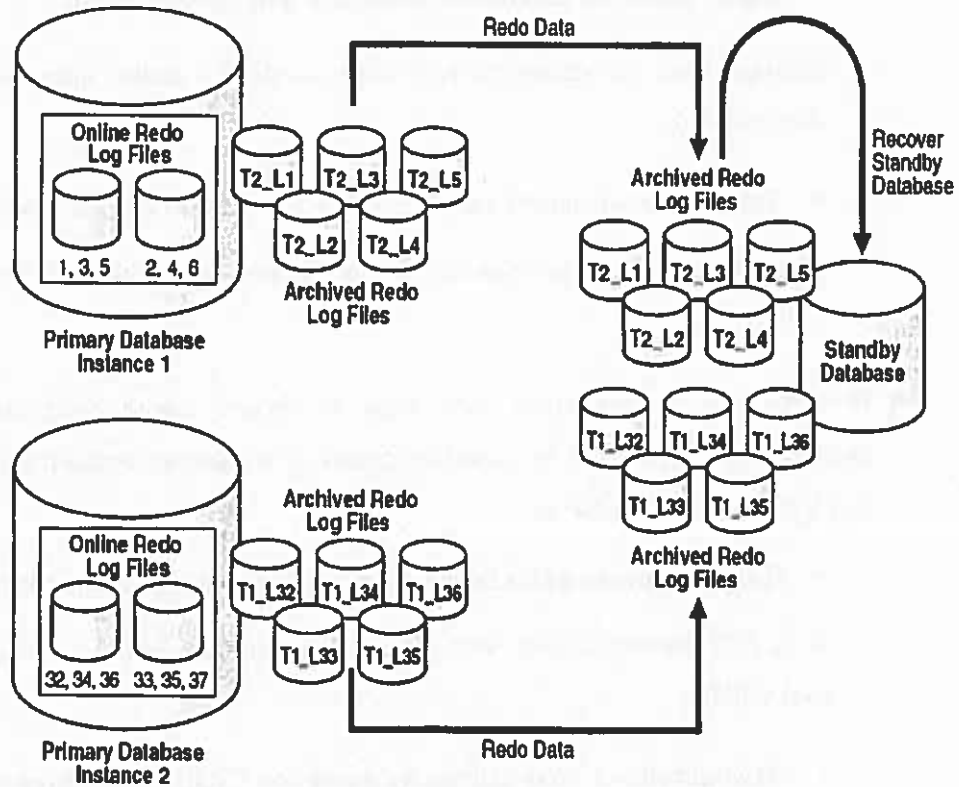 Redo Data
Online Redo
Log Files
1, 3, 5
2, 4, 6
Primary Database
Instance 1
T2_L1
T2_L3
T2_L5
T2_L2
T2_L4
Archived Redo
Log Files
Archived Redo
Log Files
T2_L1
T2_L3
T2_L5
T2_L2
T2_L4
Recover
Standby
Database
Standby
Database
T1_L32
T1_L34
T1_L36
T1_L33
T1_L35
Archived Redo
Log Files
Online Redo
Log Files
32, 34, 36
33, 35, 37
Primary Database
Instance 2
Archived Redo
Log Files
T1_L32
T1_L34
T1_L36
T1_L33
T1_L35
Redo Data